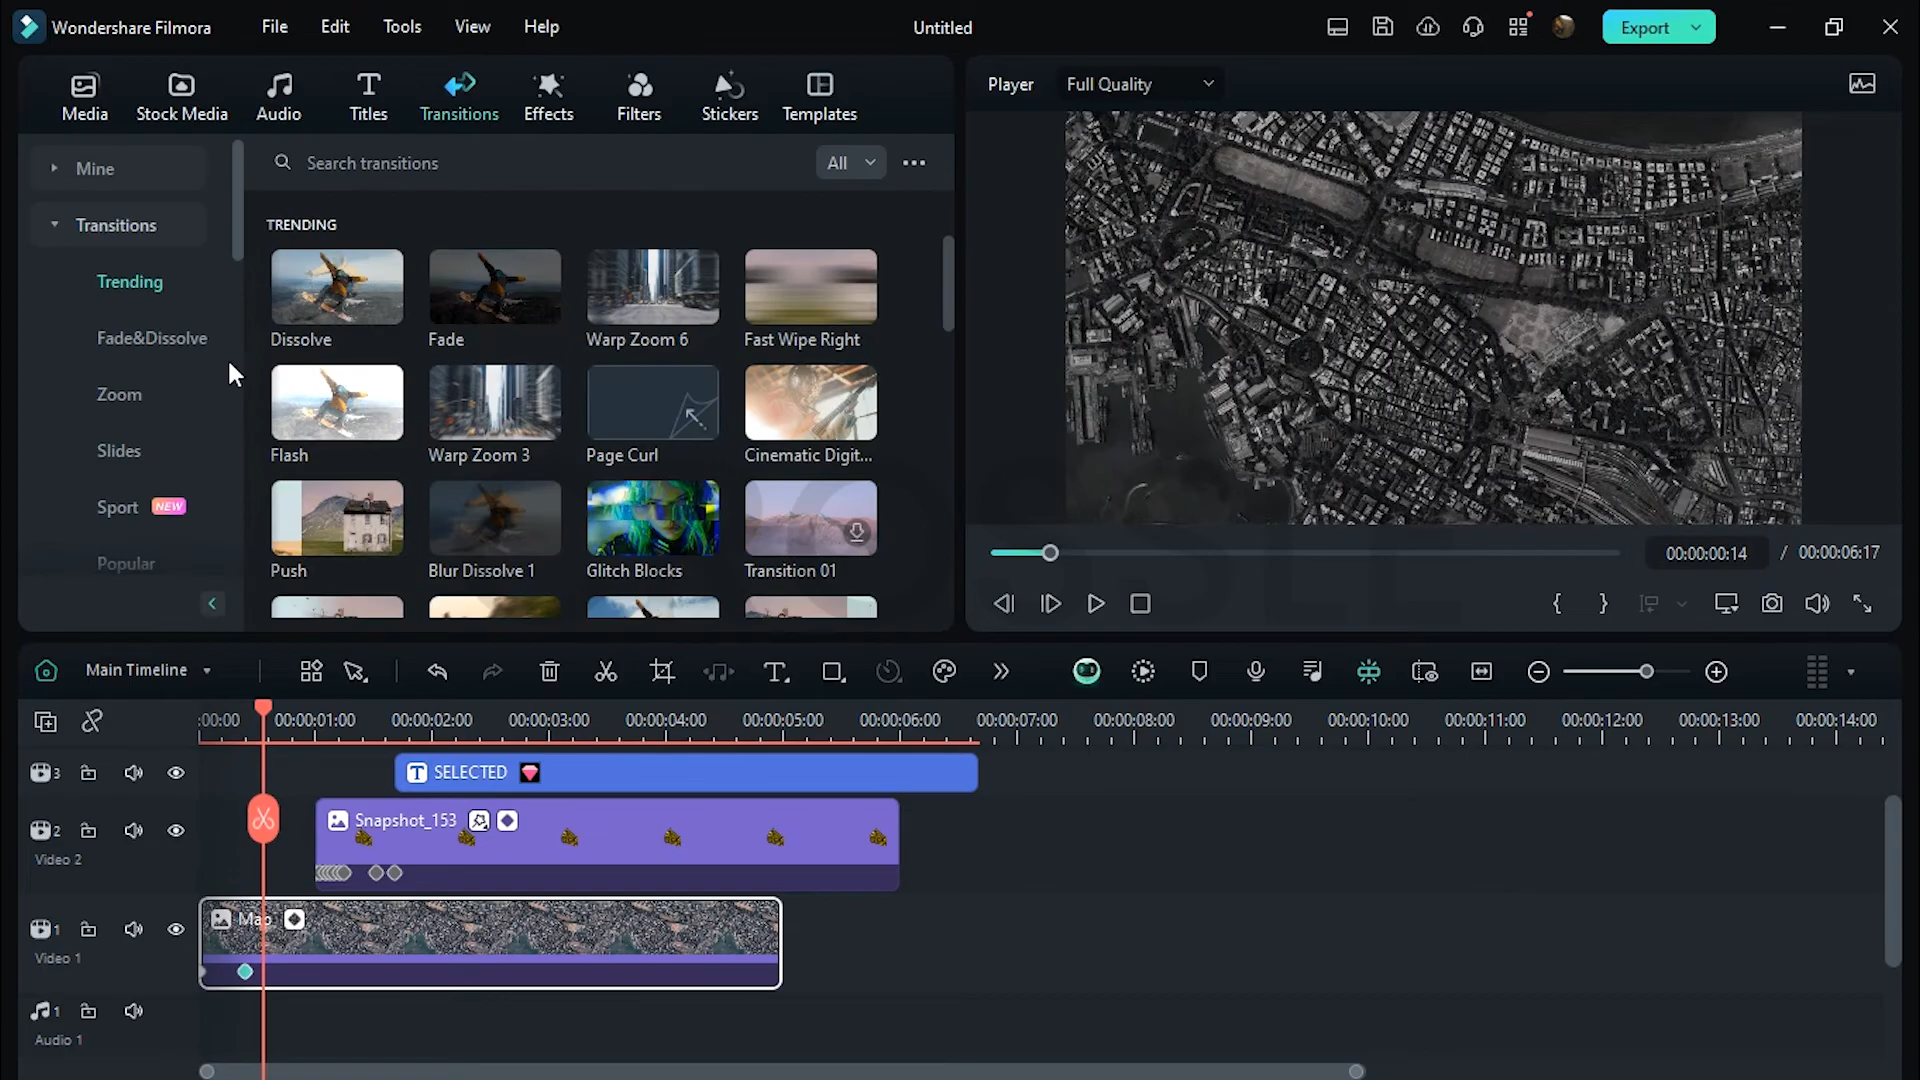 Wondershare Filmora
File
Edit
Tools
View
Help
Untitled
Export
Media
Stock Media
Audio
Titles
Transitions
Effects
Filters
Stickers
Templates
Player
Full Quality
Mine
Transitions
Trending
Fade&Dissolve
Zoom
Slides
Sport NEW
Popular
Search transitions
All
TRENDING
Dissolve
Fade
Warp Zoom 6
Fast Wipe Right
Flash
Warp Zoom 3
Page Curl
Cinematic Digit...
Push
Blur Dissolve 1
Glitch Blocks
Transition 01
00:00:00:14 / 00:00:06:17
Main Timeline
:00:00 00:00:01:00 00:00:02:00 00:00:03:00 00:00:04:00 00:00:05:00 00:00:06:00 00:00:07:00 00:00:08:00 00:00:09:00 00:00:10:00 00:00:11:00 00:00:12:00 00:00:13:00 00:00:14:00
3
T SELECTED
2
Video 2
Snapshot_153
1
Video 1
Map
1
Audio 1